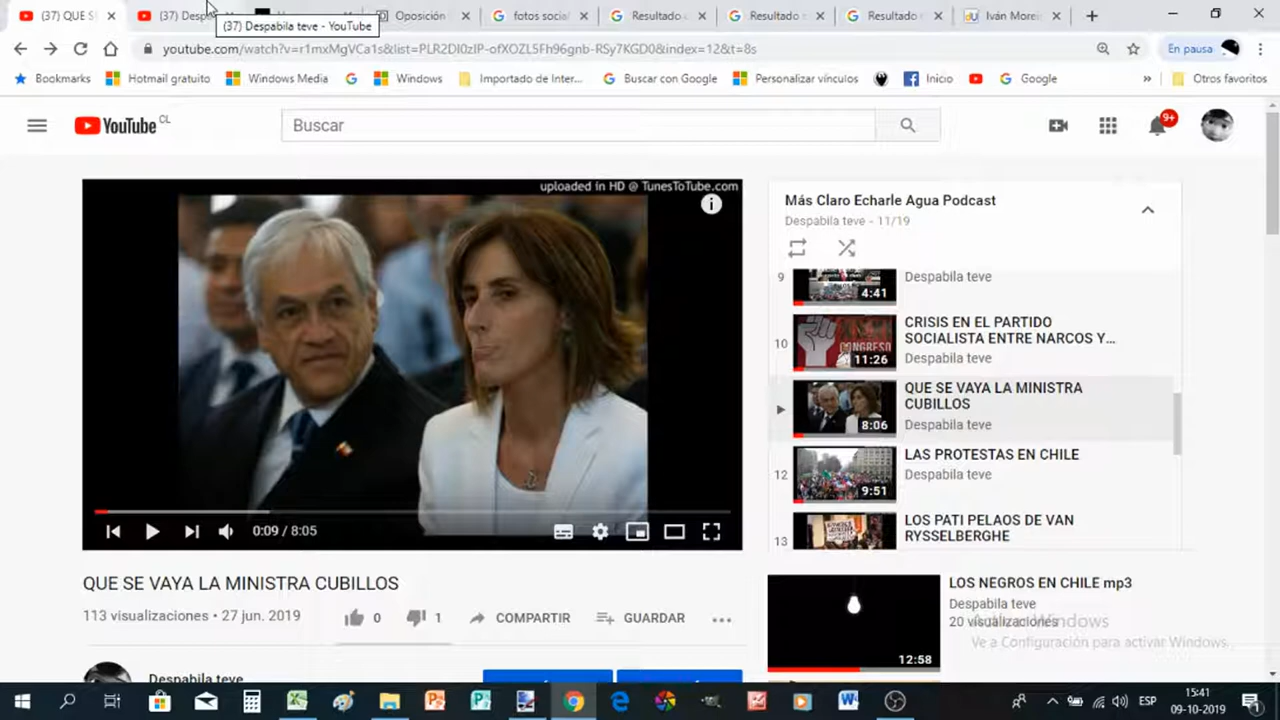 (37) QUE S
(37) Desp
Oposición
fotos social
Resultado
Resultado
Resultado
Iván More
(37) Despabila teve - YouTube
youtube.com/watch?v=r1mxMgVCa1s&list=PLR2DI0zIP-ofXOZL5Fh96gnb-RSy7KGD0&index=12&t=8s
En pausa
Bookmarks
Hotmail gratuito
Windows Media
Windows
Importado de Inter...
Buscar con Google
Personalizar vínculos
Inicio
Google
Otros favoritos
YouTube CL
Buscar
9+
uploaded in HD @ TunesToTube.com
Más Claro Echarle Agua Podcast
Despabila teve - 11/19
9
4:41
Despabila teve
10
11:26
CRISIS EN EL PARTIDO
SOCIALISTA ENTRE NARCOS Y...
Despabila teve
8:06
QUE SE VAYA LA MINISTRA
CUBILLOS
Despabila teve
12
9:51
LAS PROTESTAS EN CHILE
Despabila teve
13
LOS PATI PELAOS DE VAN
RYSSELBERGHE
0:09 / 8:05
QUE SE VAYA LA MINISTRA CUBILLOS
113 visualizaciones • 27 jun. 2019
0
1
COMPARTIR
GUARDAR
Despabila teve
12:58
LOS NEGROS EN CHILE mp3
Despabila teve
20 visualizaciones
Activar Windows
Ve a Configuración para activar Windows.
ESP
15:41
09-10-2019